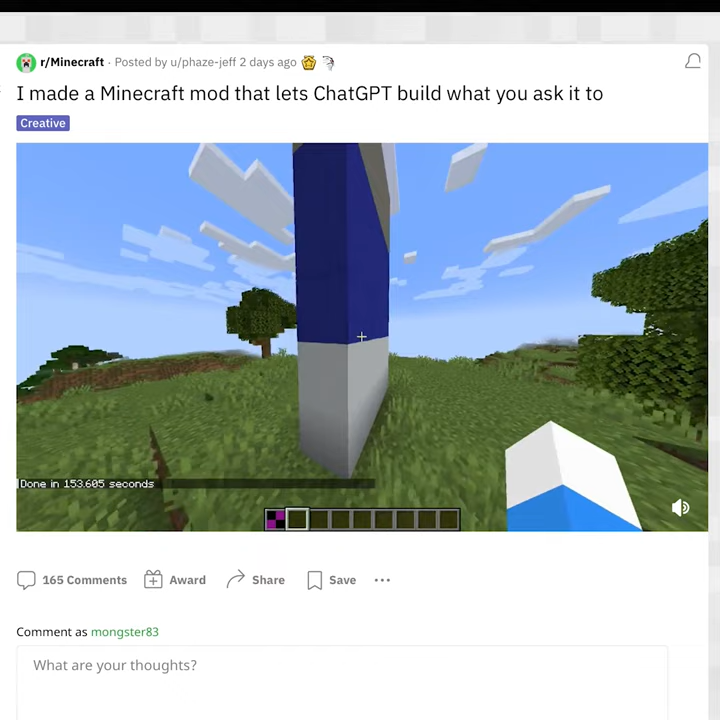 r/Minecraft · Posted by u/phaze-jeff 2 days ago
I made a Minecraft mod that lets ChatGPT build what you ask it to
Creative
Done in 153.605 seconds
165 Comments Award Share Save
Comment as mongster83
What are your thoughts?